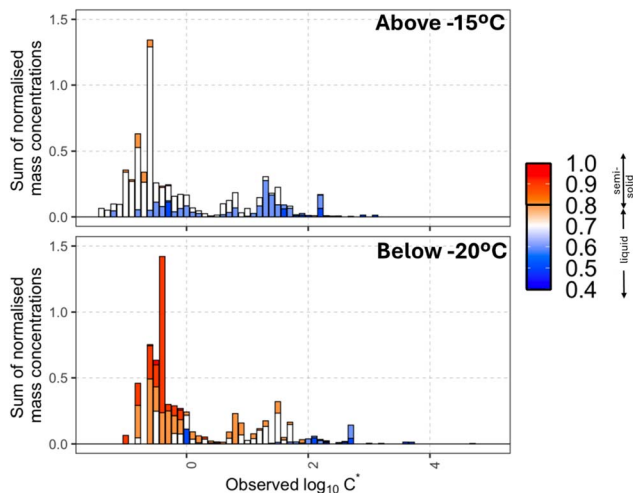 Above -15ºC
Sum of normalised
mass concentrations
1.5
1.0
0.5
0.0
Below -20ºC
Sum of normalised
mass concentrations
1.5
1.0
0.5
0.0
0
2
4
Observed log10 C*
1.0
0.9
0.8
0.7
0.6
0.5
0.4
semi-
solid
liquid